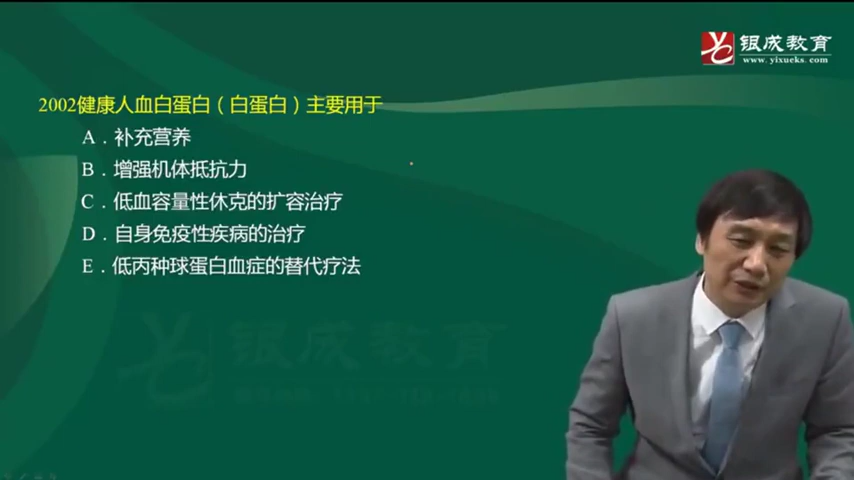 银成教育
www.yixueks.com
2002健康人血白蛋白（白蛋白）主要用于
A．补充营养
B．增强机体抵抗力
C．低血容量性休克的扩容治疗
D．自身免疫性疾病的治疗
E．低丙种球蛋白血症的替代疗法
银成教育